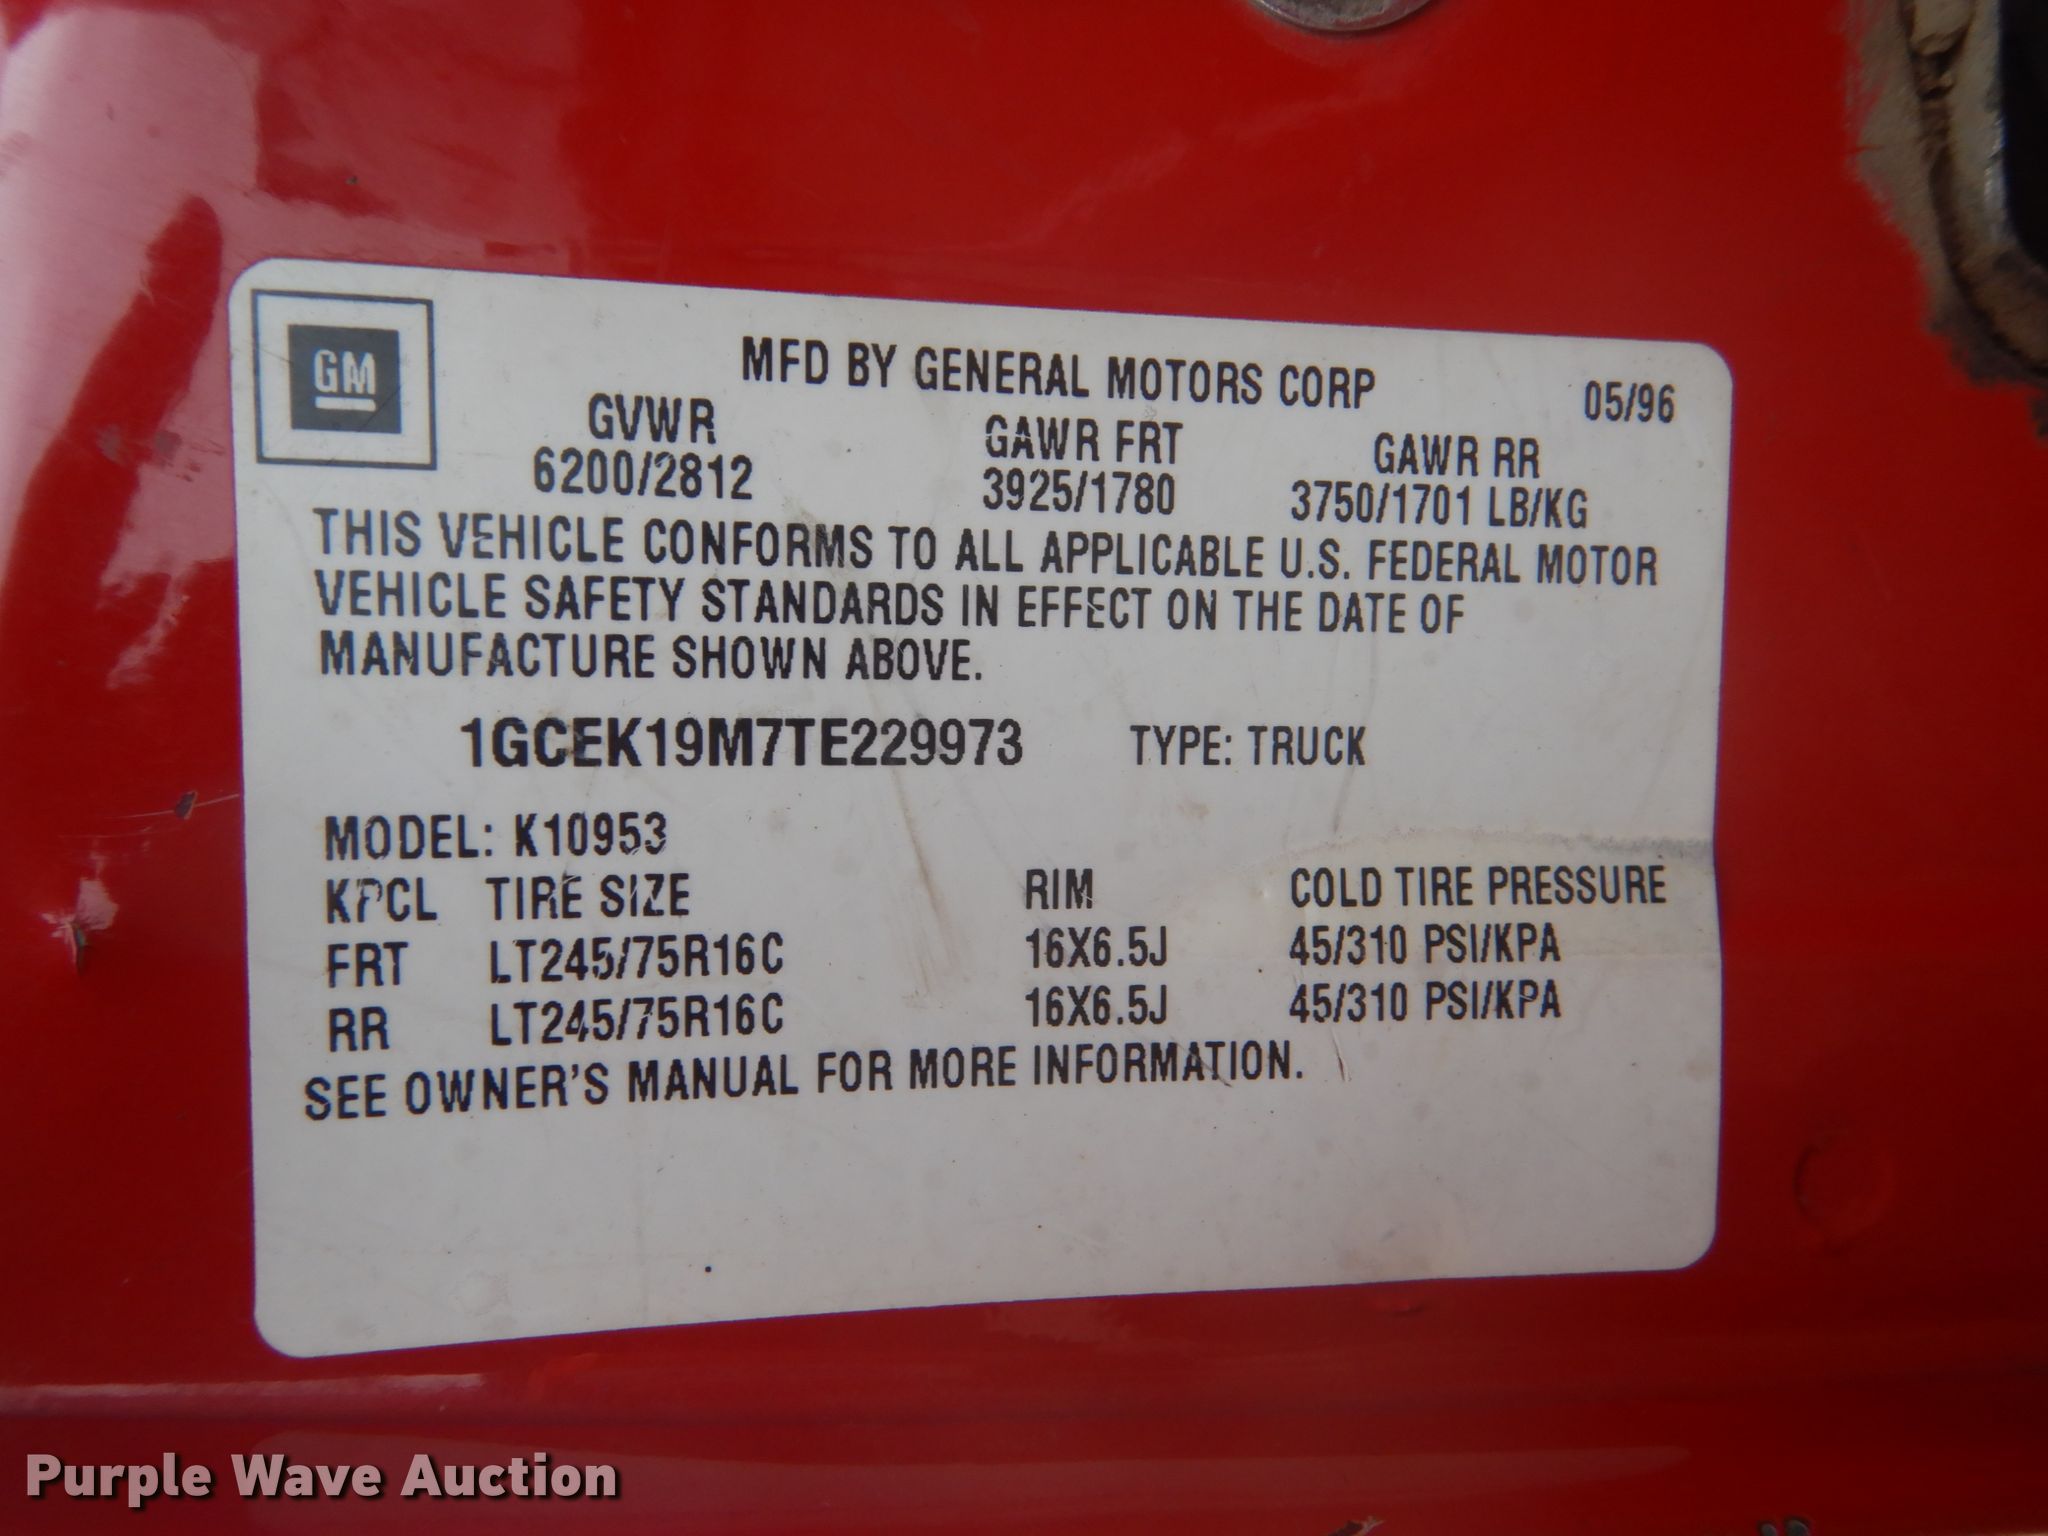 GM
MFD BY GENERAL MOTORS CORP 05/96
GVWR GAWR FRT GAWR RR
6200/2812 3925/1780 3750/1701 LB/KG
THIS VEHICLE CONFORMS TO ALL APPLICABLE U.S. FEDERAL MOTOR
VEHICLE SAFETY STANDARDS IN EFFECT ON THE DATE OF
MANUFACTURE SHOWN ABOVE.
1GCEK19M7TE229973 TYPE: TRUCK
MODEL: K10953
KPCL TIRE SIZE RIM COLD TIRE PRESSURE
FRT LT245/75R16C 16X6.5J 45/310 PSI/KPA
RR LT245/75R16C 16X6.5J 45/310 PSI/KPA
SEE OWNER'S MANUAL FOR MORE INFORMATION.
Purple Wave Auction